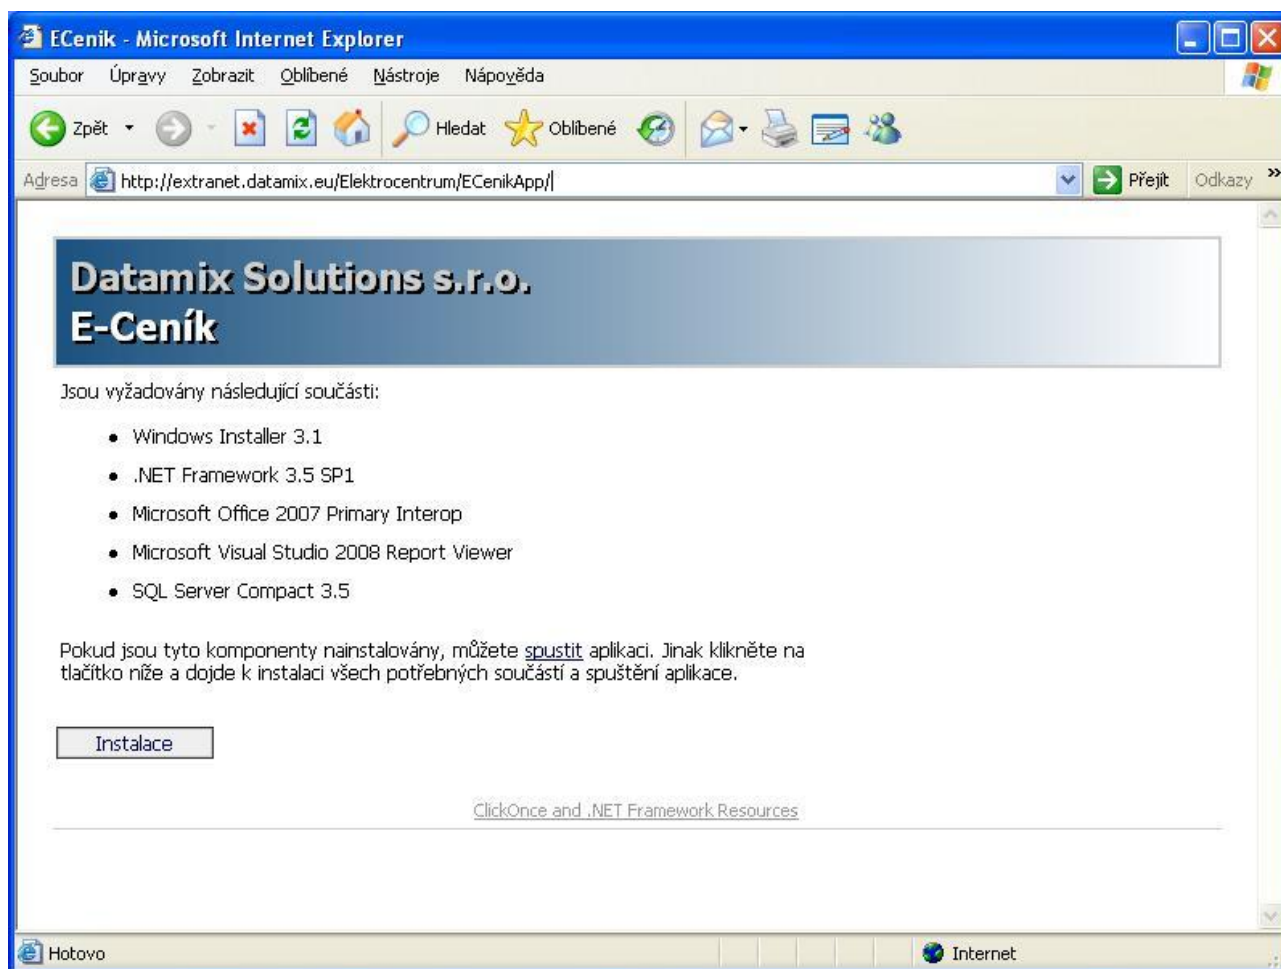 ECenik - Microsoft Internet Explorer
Soubor Úpravy Zobrazit Oblíbené Nástroje Nápověda
Zpět Hledat Oblíbené
Adresa http://extranet.datamix.eu/Elektrocentrum/ECenikApp/ Přejít Odkazy »
Datamix Solutions s.r.o.
E-Ceník
Jsou vyžadovány následující součásti:
• Windows Installer 3.1
• .NET Framework 3.5 SP1
• Microsoft Office 2007 Primary Interop
• Microsoft Visual Studio 2008 Report Viewer
• SQL Server Compact 3.5
Pokud jsou tyto komponenty nainstalovány, můžete spustit aplikaci. Jinak klikněte na
tlačítko níže a dojde k instalaci všech potřebných součástí a spuštění aplikace.
Instalace
ClickOnce and .NET Framework Resources
Hotovo Internet